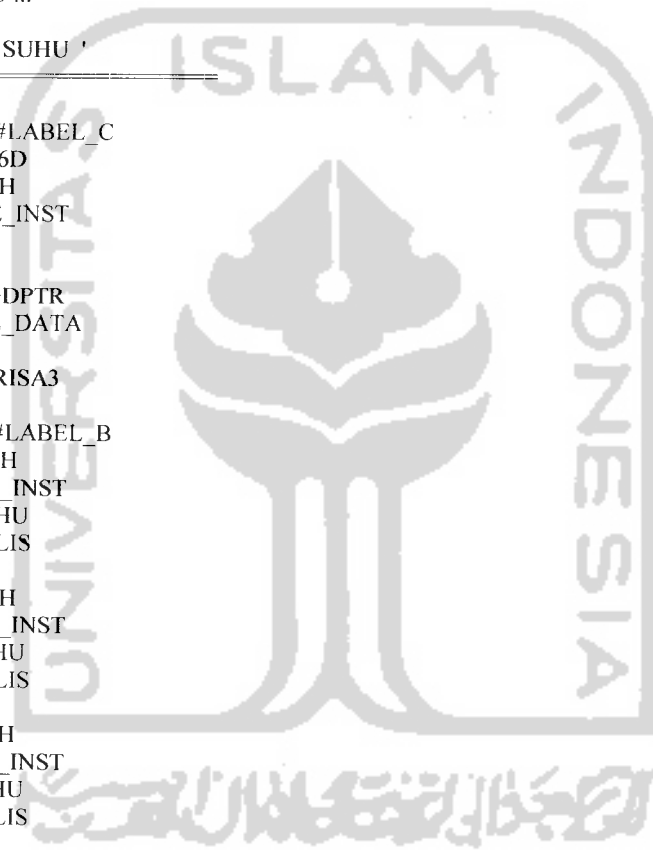 SUHU '
#LABEL_C
6D
H
_INST
DPTR
_DATA
RISA3
#LABEL_B
H
_INST
HU
LIS
H
_INST
HU
LIS
H
_INST
HU
LIS
ISLAM
UNIVERSITAS
INDONESIA